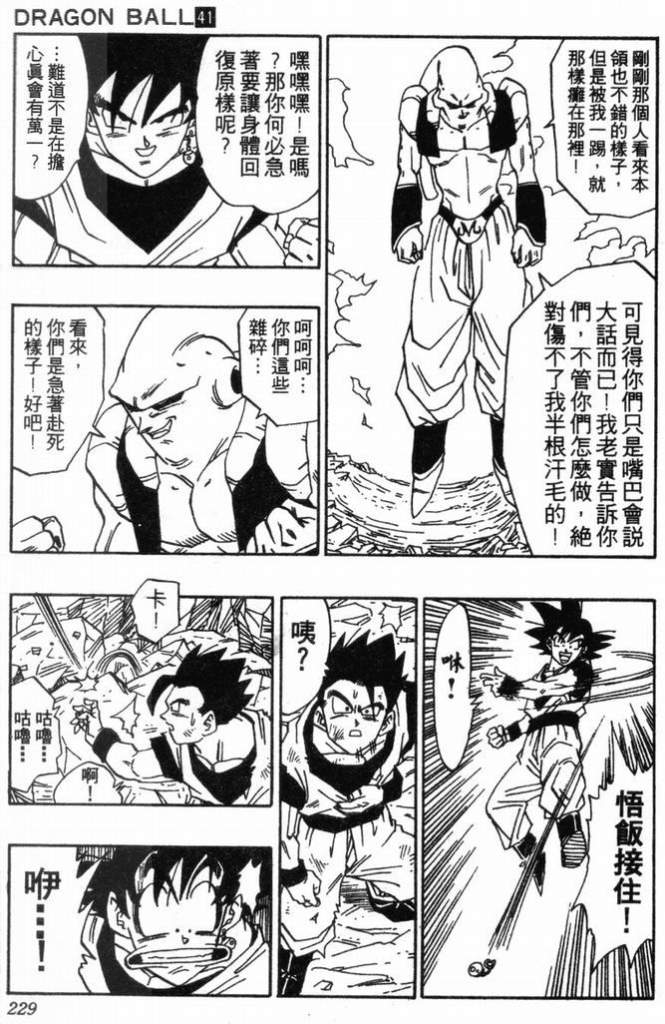 DRAGON BALL 41
剛剛那個人看來本
領也不錯的樣子，
但是被我一踢，就
那樣癱在那裡！
可見得你們只是嘴巴會說
大話而已！我老實告訴你
們，不管你們怎麼做，絕
對傷不了我半根汗毛的！
嘿嘿嘿！是嗎
？那你何必急
著要讓身體回
復原樣呢？
…難道不是在擔
心眞會有萬一？
呵呵呵…
你們這些
雜碎…
看來，
你們是急著赴死
的樣子！好吧！
咻！
悟飯接住！
咦？
卡！
咕嚕…
咕嚕…
啊！
咿…！
229